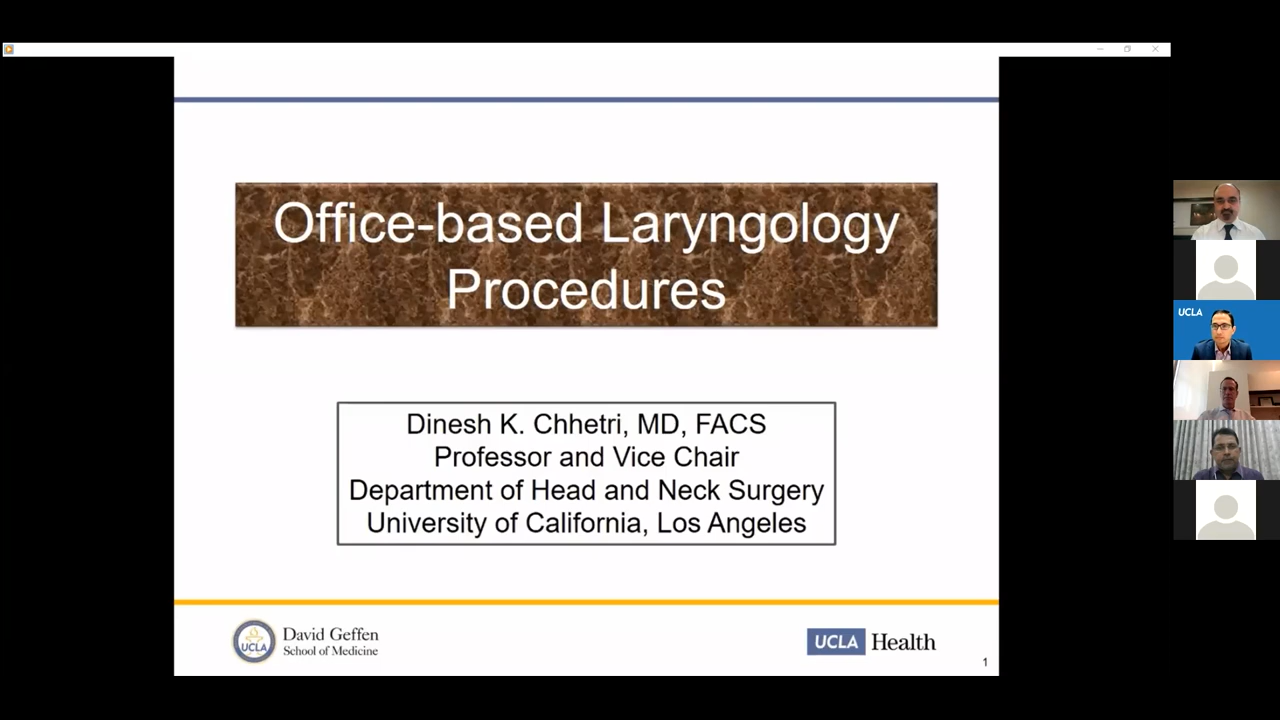 Office-based Laryngology
Procedures
Dinesh K. Chhetri, MD, FACS
Professor and Vice Chair
Department of Head and Neck Surgery
University of California, Los Angeles
UCLA
David Geffen
School of Medicine
UCLA Health
1
UCLA